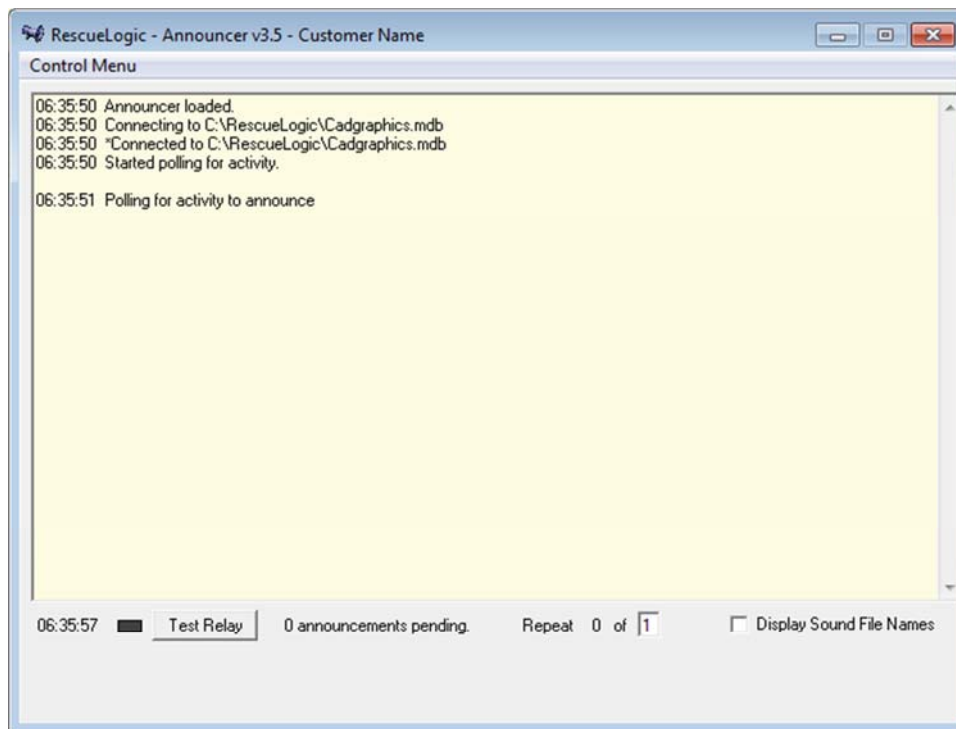 RescueLogic - Announcer v3.5 - Customer Name
Control Menu
06:35:50 Announcer loaded.
06:35:50 Connecting to C:\RescueLogic\Cadgraphics.mdb
06:35:50 *Connected to C:\RescueLogic\Cadgraphics.mdb
06:35:50 Started polling for activity.
06:35:51 Polling for activity to announce
06:35:57 Test Relay 0 announcements pending. Repeat 0 of 1 Display Sound File Names